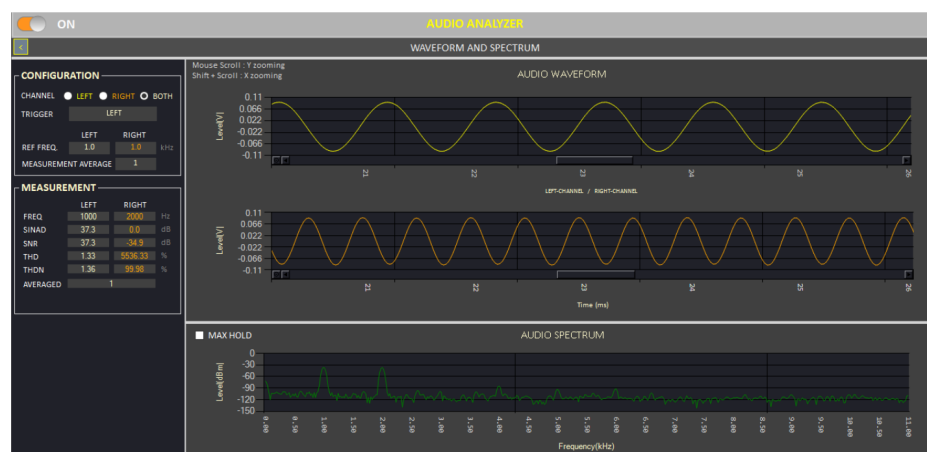 ON
AUDIO ANALYZER
<
WAVEFORM AND SPECTRUM
CONFIGURATION
CHANNEL LEFT RIGHT BOTH
TRIGGER LEFT
LEFT RIGHT
REF FREQ. 1.0 1.0 kHz
MEASUREMENT AVERAGE 1
MEASUREMENT
LEFT RIGHT
FREQ 1000 2000 Hz
SINAD 37.3 0.0 dB
SNR 37.3 -34.9 dB
THD 1.33 5536.33 %
THDN 1.36 99.98 %
AVERAGED 1
Mouse Scroll : Y zooming
Shift + Scroll : X zooming
AUDIO WAVEFORM
Level[V]
0.11
0.066
0.022
-0.022
-0.066
-0.11
21 22 23 24 25 26
LEFT-CHANNEL / RIGHT-CHANNEL
Level[V]
0.11
0.066
0.022
-0.022
-0.066
-0.11
21 22 23 24 25 26
Time (ms)
MAX HOLD
AUDIO SPECTRUM
Level[dBm]
0
-30
-60
-90
-120
-150
0.00 0.50 1.00 1.50 2.00 2.50 3.00 3.50 4.00 4.50 5.00 5.50 6.00 6.50 7.00 7.50 8.00 8.50 9.00 9.50 10.00 10.50 11.00
Frequency(kHz)